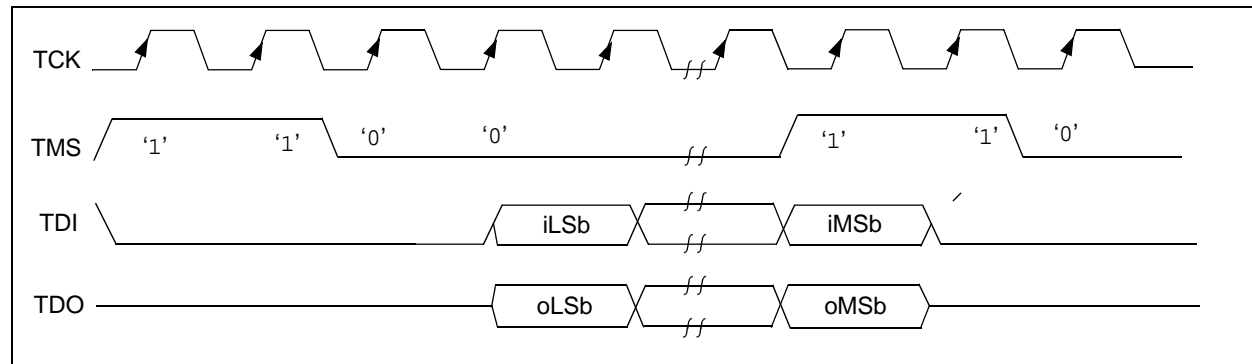 TCK
TMS ‘1’ ‘1’ ‘0’ ‘0’ ‘1’ ‘1’ ‘0’
TDI iLSb iMSb
TDO oLSb oMSb